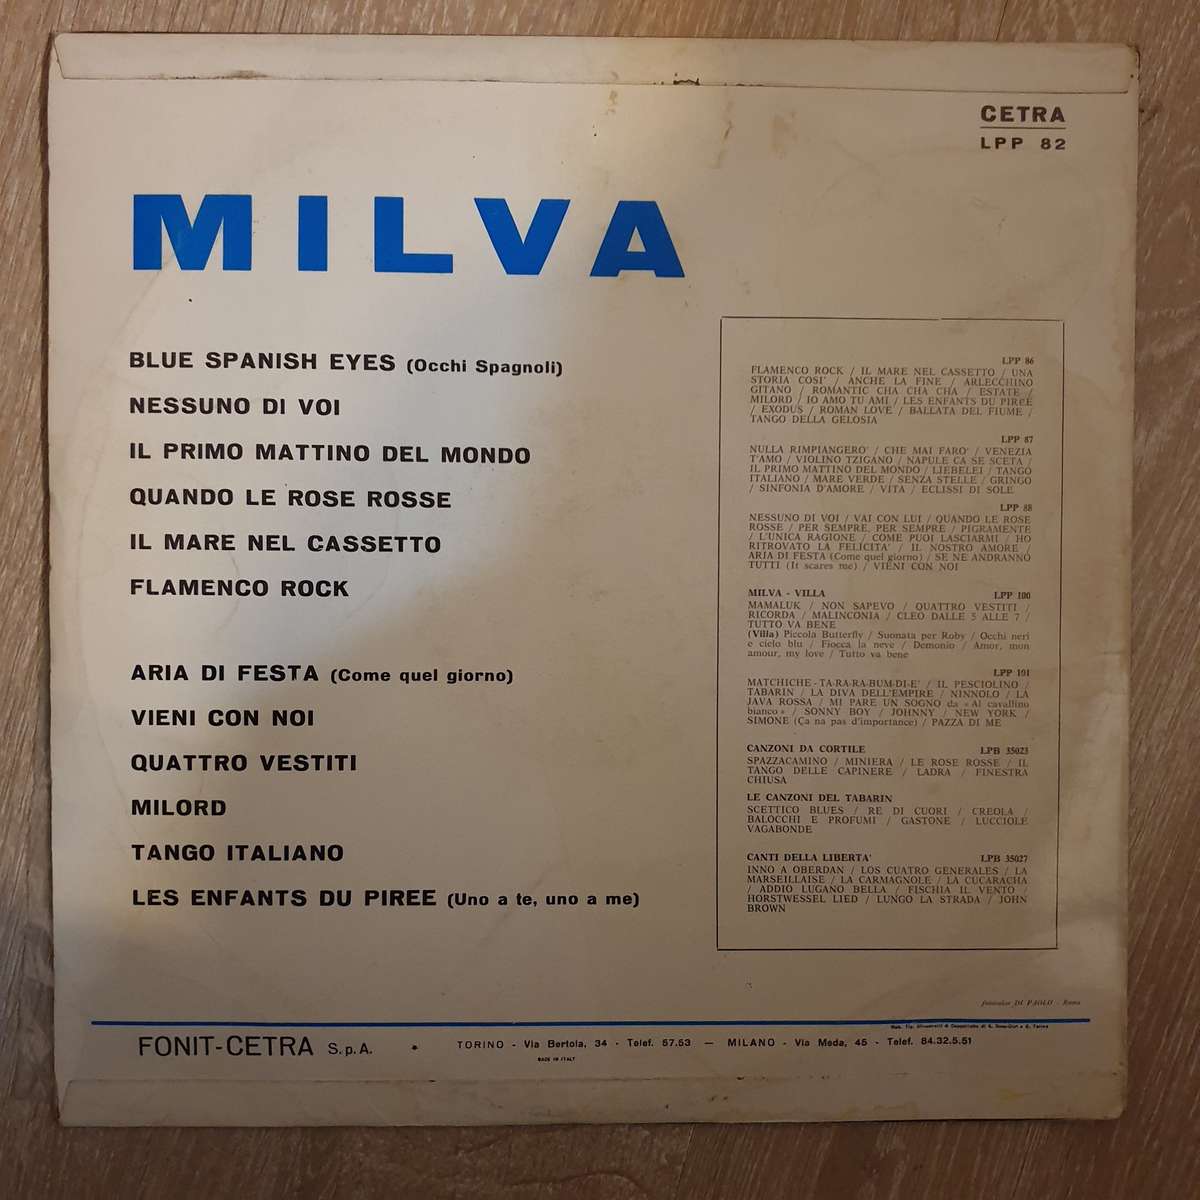 CETRA
LPP 82
MILVA
BLUE SPANISH EYES (Occhi Spagnoli)
NESSUNO DI VOI
IL PRIMO MATTINO DEL MONDO
QUANDO LE ROSE ROSSE
IL MARE NEL CASSETTO
FLAMENCO ROCK
ARIA DI FESTA (Come quel giorno)
VIENI CON NOI
QUATTRO VESTITI
MILORD
TANGO ITALIANO
LES ENFANTS DU PIREE (Uno a te, uno a me)
LPP 86
FLAMENCO ROCK / IL MARE NEL CASSETTO / UNA
STORIA COSI' / ANCHE LA FINE / ARLECCHINO
GITANO / ROMANTIC CHA CHA CHA / ESTATE /
MILORD / IO AMO TU AMI / LES ENFANTS DU PIREE
/ EXODUS / ROMAN LOVE / BALLATA DEL FIUME /
TANGO DELLA GELOSIA
LPP 87
NULLA RIMPIANGERO' / CHE MAI FARO' / VENEZIA
T'AMO / VIOLINO TZIGANO / NAPULE CA SE SCETA /
IL PRIMO MATTINO DEL MONDO / LIEBELEI / TANGO
ITALIANO / MARE VERDE / SENZA STELLE / GRINGO
/ SINFONIA D'AMORE / VITA / ECLISSI DI SOLE
LPP 88
NESSUNO DI VOI / VAI CON LUI / QUANDO LE ROSE
ROSSE / PER SEMPRE, PER SEMPRE / PIGRAMENTE
/ L'UNICA RAGIONE / COME PUOI LASCIARMI / HO
RITROVATO LA FELICITA' / IL NOSTRO AMORE /
ARIA DI FESTA (Come quel giorno) / SE NE ANDRANNO
TUTTI (It scares me) / VIENI CON NOI
MILVA - VILLA LPP 100
MAMALUK / NON SAPEVO / QUATTRO VESTITI /
RICORDA / MALINCONIA / CLEO DALLE 5 ALLE 7 /
TUTTO VA BENE
(Villa) Piccola Butterfly / Suonata per Roby / Occhi neri
e cielo blu / Fiocca la neve / Demonio / Amor, mon
amour, my love / Tutto va bene
LPP 101
MATCHICHE - TA-RA-RA-BUM-DI-E' / IL PESCIOLINO /
TABARIN / LA DIVA DELL'EMPIRE / NINNOLO / LA
JAVA ROSSA / MI PARE UN SOGNO da «Al cavallino
bianco» / SONNY BOY / JOHNNY / NEW YORK /
SIMONE (Ça na pas d'importance) / PAZZA DI ME
CANZONI DA CORTILE LPB 35023
SPAZZACAMINO / MINIERA / LE ROSE ROSSE / IL
TANGO DELLE CAPINERE / LADRA / FINESTRA
CHIUSA
LE CANZONI DEL TABARIN
SCETTICO BLUES / RE DI CUORI / CREOLA /
BALOCCHI E PROFUMI / GASTONE / LUCCIOLE
VAGABONDE
CANTI DELLA LIBERTA' LPB 35027
INNO A OBERDAN / LOS CUATRO GENERALES / LA
MARSEILLAISE / LA CARMAGNOLE / LA CUCARACHA
/ ADDIO LUGANO BELLA / FISCHIA IL VENTO /
HORSTWESSEL LIED / LUNGO LA STRADA / JOHN
BROWN
fotocolor DI PAOLO - Roma
FONIT-CETRA S.p.A. • TORINO - Via Bertola, 34 - Telef. 57.53 — MILANO - Via Meda, 45 - Telef. 84.32.5.51
MADE IN ITALY